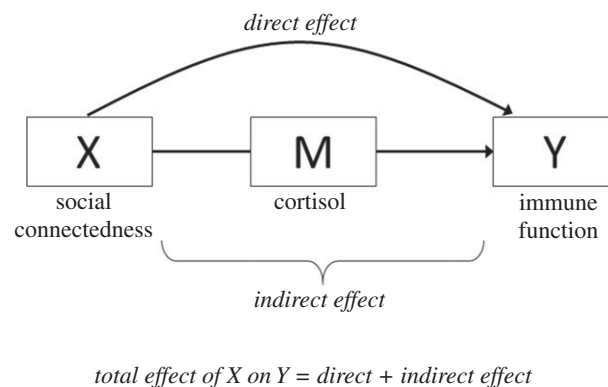 direct effect
X
M
Y
social
connectedness
cortisol
immune
function
indirect effect
total effect of X on Y = direct + indirect effect